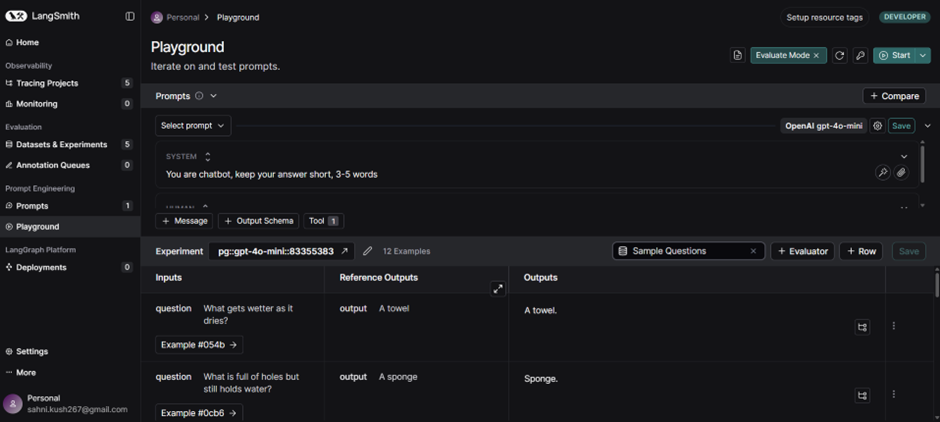 LangSmith
Personal > Playground
Setup resource tags
DEVELOPER
Home
Observability
Tracing Projects 5
Monitoring 0
Evaluation
Datasets & Experiments 5
Annotation Queues 0
Prompt Engineering
Prompts 1
Playground
LangGraph Platform
Deployments 0
Settings
More
Personal
sahni.kush267@gmail.com
Playground
Iterate on and test prompts.
Evaluate Mode
Start
Prompts
Compare
Select prompt
OpenAI gpt-4o-mini
Save
SYSTEM
You are chatbot, keep your answer short, 3-5 words
HUMAN
+ Message
+ Output Schema
Tool 1
Experiment
pg::gpt-4o-mini::83355383
12 Examples
Sample Questions
+ Evaluator
+ Row
Save
Inputs
Reference Outputs
Outputs
question
What gets wetter as it
dries?
output
A towel
A towel.
Example #054b →
question
What is full of holes but
still holds water?
output
A sponge
Sponge.
Example #0cb6 →